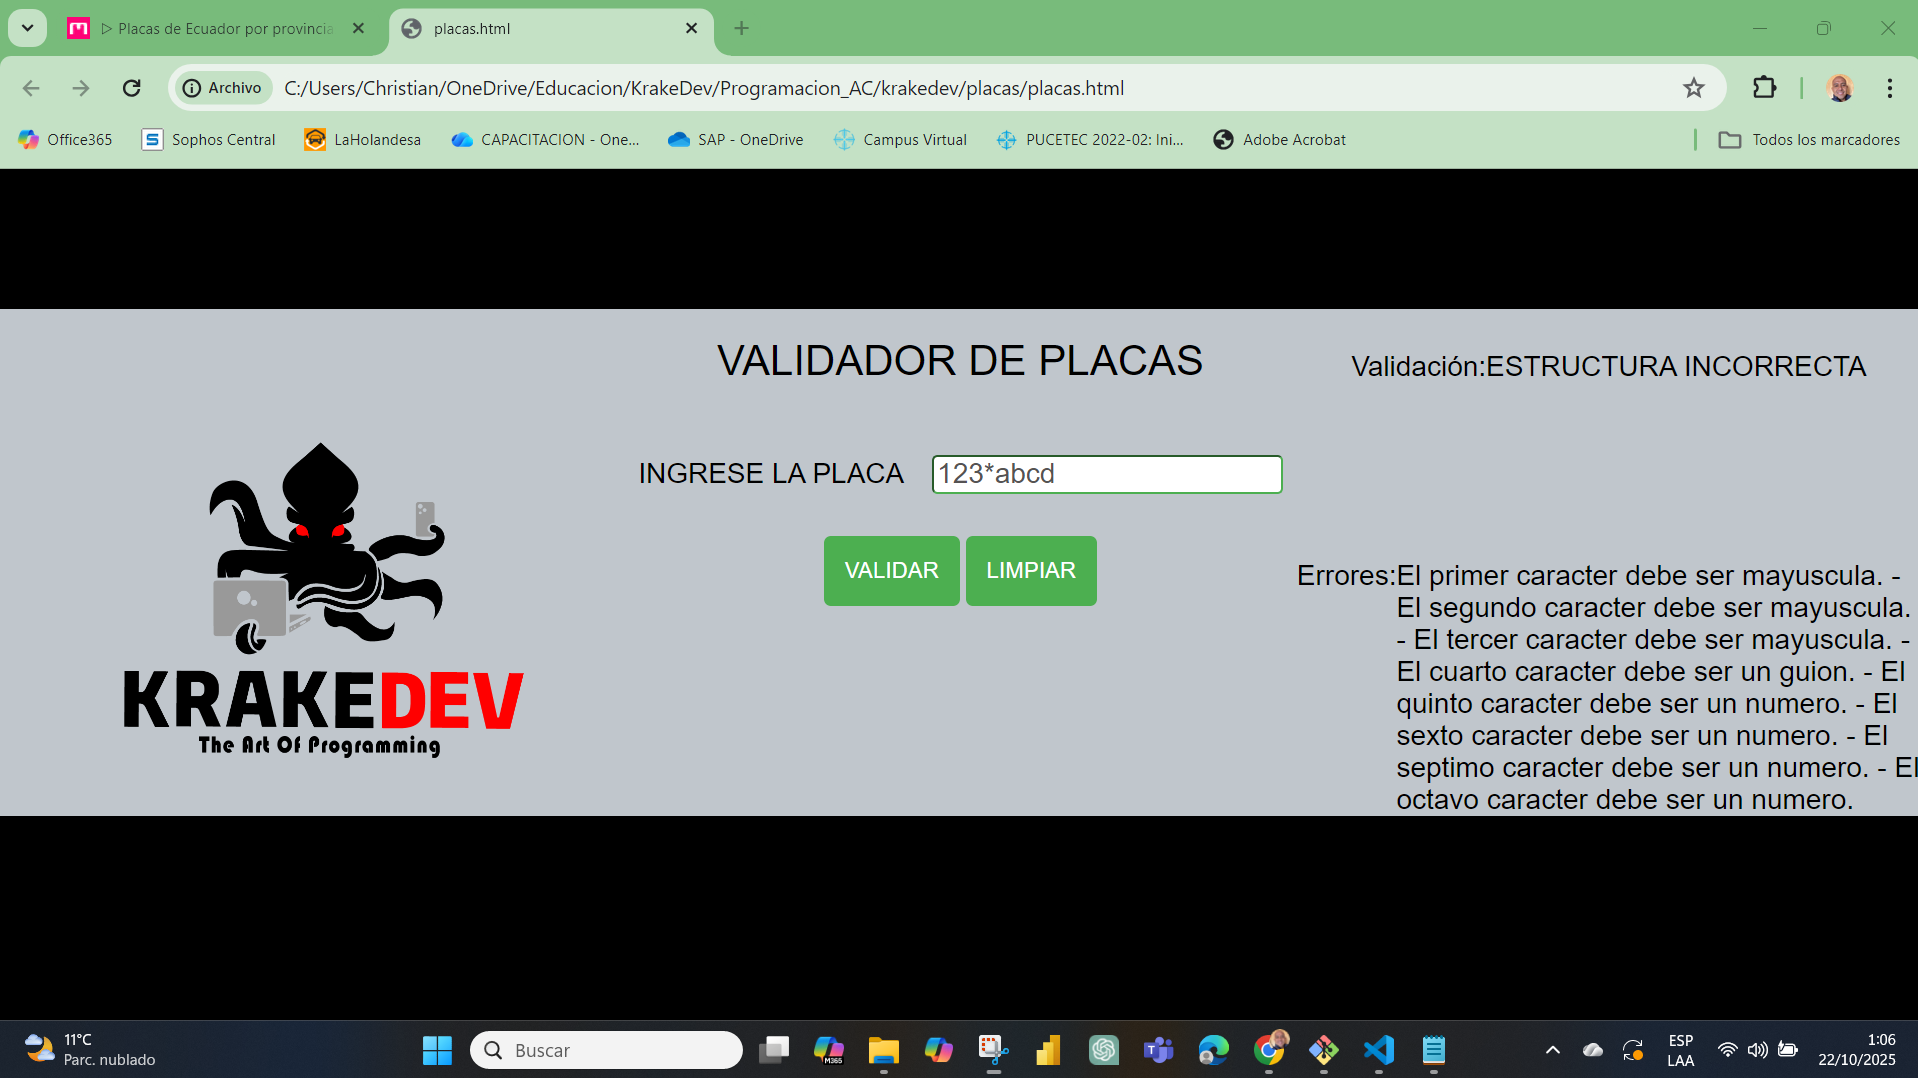 ▷ Placas de Ecuador por provincia
placas.html
Archivo
C:/Users/Christian/OneDrive/Educacion/KrakeDev/Programacion_AC/krakedev/placas/placas.html
Office365
S
Sophos Central
LaHolandesa
CAPACITACION - One...
SAP - OneDrive
Campus Virtual
PUCETEC 2022-02: Ini...
Adobe Acrobat
Todos los marcadores
VALIDADOR DE PLACAS
Validación:ESTRUCTURA INCORRECTA
INGRESE LA PLACA
123*abcd
VALIDAR
LIMPIAR
Errores:El primer caracter debe ser mayuscula. -
El segundo caracter debe ser mayuscula.
- El tercer caracter debe ser mayuscula. -
El cuarto caracter debe ser un guion. - El
quinto caracter debe ser un numero. - El
sexto caracter debe ser un numero. - El
septimo caracter debe ser un numero. - El
octavo caracter debe ser un numero.
KRAKEDEV
The Art Of Programming
11°C
Parc. nublado
Buscar
M365
ESP
LAA
1:06
22/10/2025